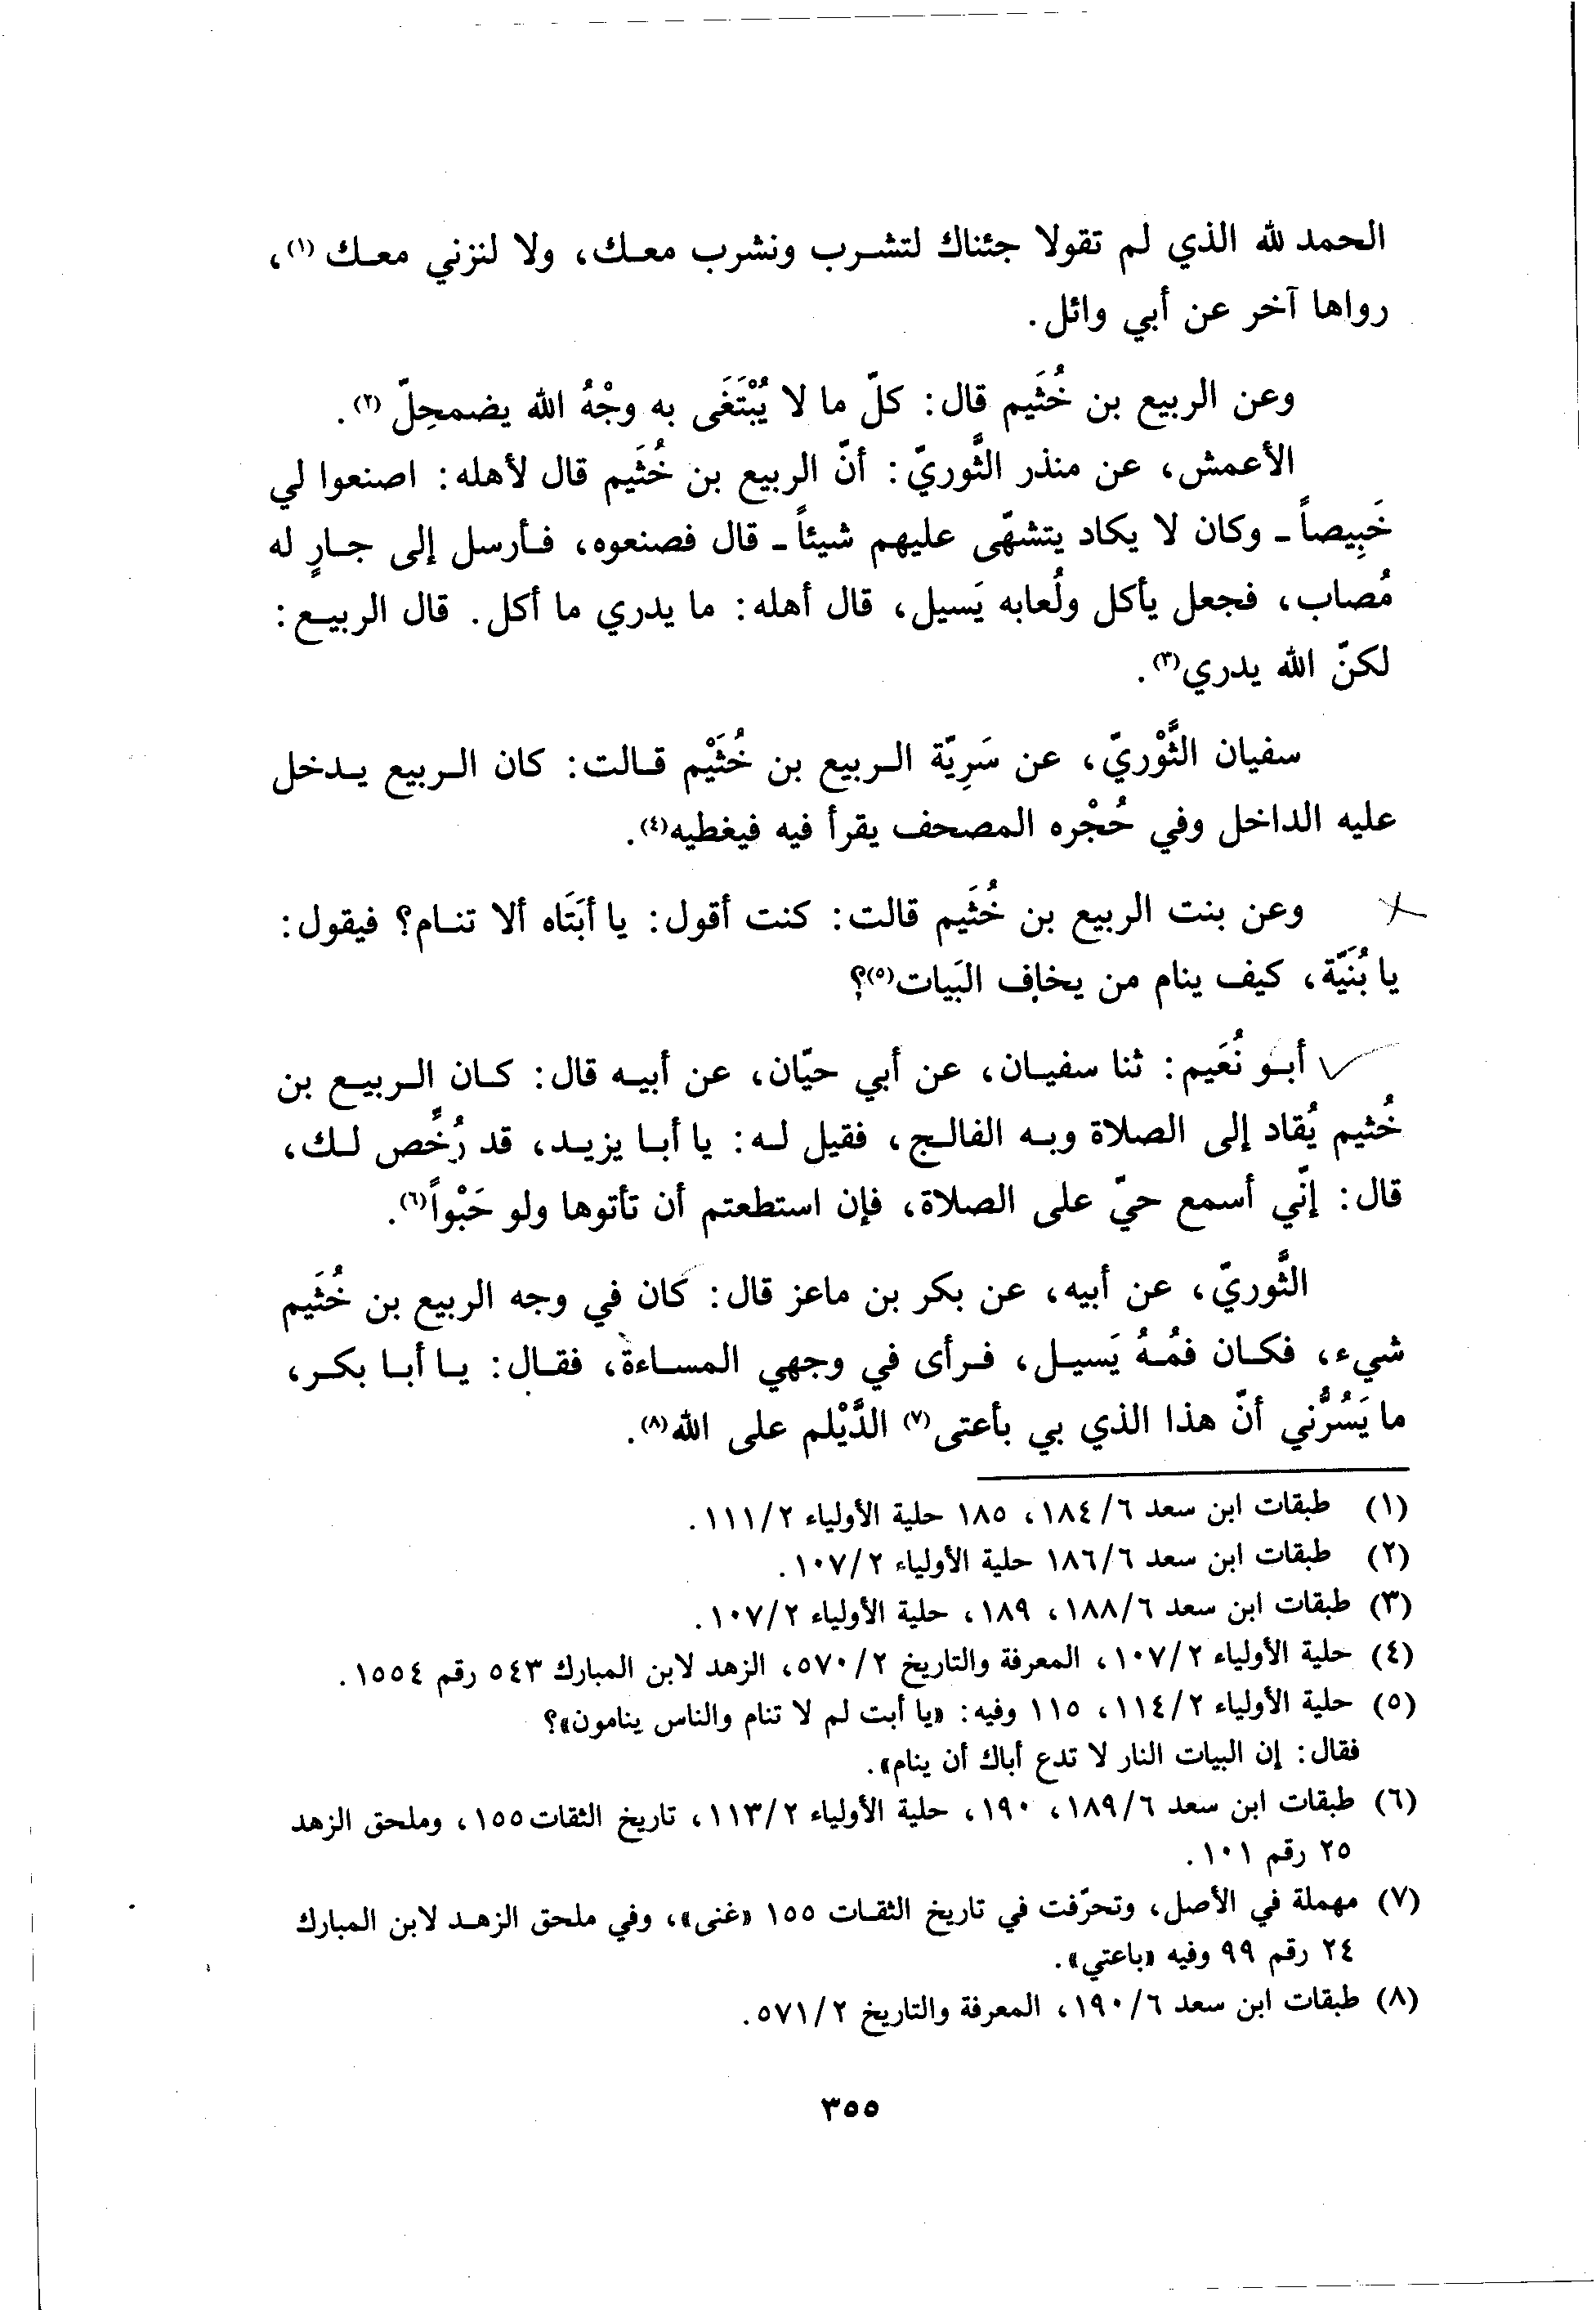 الحمد لله الذي لم تقولا جئناك لتشرب ونشرب معك، ولا لنزني معك (١)،
رواها آخر عن أبي وائل.
وعن الربيع بن خُثَيم قال: كلّ ما لا يُبْتَغَى به وجْهُ الله يضمحِلّ (٢).
الأعمش، عن منذر الثَّوريّ: أنّ الربيع بن خُثَيم قال لأهله: اصنعوا لي
خَبِيصاً - وكان لا يكاد يتشهّى عليهم شيئاً - قال فصنعوه، فأرسل إلى جارٍ له
مُصاب، فجعل يأكل ولُعابه يَسيل، قال أهله: ما يدري ما أكل. قال الربيع:
لكنّ الله يدري(٣).
سفيان الثَّوْريّ، عن سَرِيّة الربيع بن خُثَيْم قالت: كان الربيع يدخل
عليه الداخل وفي حُجْره المصحف يقرأ فيه فيغطيه(٤).
وعن بنت الربيع بن خُثَيم قالت: كنت أقول: يا أبَتَاه ألا تنام؟ فيقول:
يا بُنَيَّة، كيف ينام من يخاف البَيات(٥)؟
أبو نُعَيم: ثنا سفيان، عن أبي حيّان، عن أبيه قال: كان الربيع بن
خُثيم يُقاد إلى الصلاة وبه الفالج، فقيل له: يا أبا يزيد، قد رُخِّص لك،
قال: إنّي أسمع حيّ على الصلاة، فإن استطعتم أن تأتوها ولو حَبْواً(٦).
الثَّوريّ، عن أبيه، عن بكر بن ماعز قال: كان في وجه الربيع بن خُثَيم
شيء، فكان فمُهُ يَسيل، فرأى في وجهي المساءة، فقال: يا أبا بكر،
ما يَسُرُّني أنّ هذا الذي بي بأعتى(٧) الدَّيْلم على الله(٨).
(١) طبقات ابن سعد ٦/١٨٤، ١٨٥ حلية الأولياء ٢/١١١.
(٢) طبقات ابن سعد ٦/١٨٦ حلية الأولياء ٢/١٠٧.
(٣) طبقات ابن سعد ٦/١٨٨، ١٨٩، حلية الأولياء ٢/١٠٧.
(٤) حلية الأولياء ٢/١٠٧، المعرفة والتاريخ ٢/٥٧٠، الزهد لابن المبارك ٥٤٣ رقم ١٥٥٤.
(٥) حلية الأولياء ٢/١١٤، ١١٥ وفيه: «يا أبت لم لا تنام والناس ينامون»؟
فقال: إن البيات النار لا تدع أباك أن ينام».
(٦) طبقات ابن سعد ٦/١٨٩، ١٩٠، حلية الأولياء ٢/١١٣، تاريخ الثقات١٥٥، وملحق الزهد
٢٥ رقم ١٠١.
(٧) مهملة في الأصل، وتحرّفت في تاريخ الثقات ١٥٥ «غنى»، وفي ملحق الزهد لابن المبارك
٢٤ رقم ٩٩ وفيه «باعتي».
(٨) طبقات ابن سعد ٦/١٩٠، المعرفة والتاريخ ٢/٥٧١.
٣٥٥